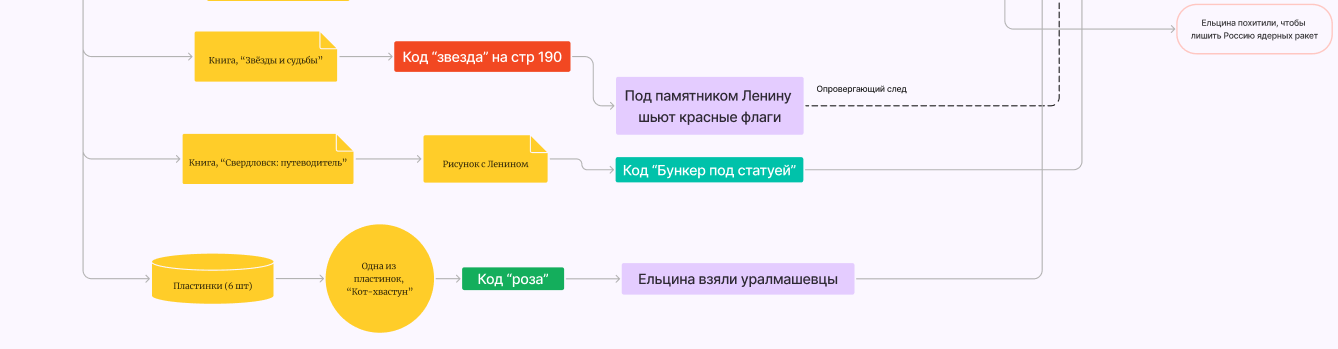 Ельцина похитили, чтобы
лишить Россию ядерных ракет
Книга, “Звёзды и судьбы”
Код “звезда” на стр 190
Под памятником Ленину
шьют красные флаги
Опровергающий след
Книга, “Свердловск: путеводитель”
Рисунок с Ленином
Код “Бункер под статуей”
Пластинки (6 шт)
Одна из
пластинок,
“Кот-хвастун”
Код “роза”
Ельцина взяли уралмашевцы